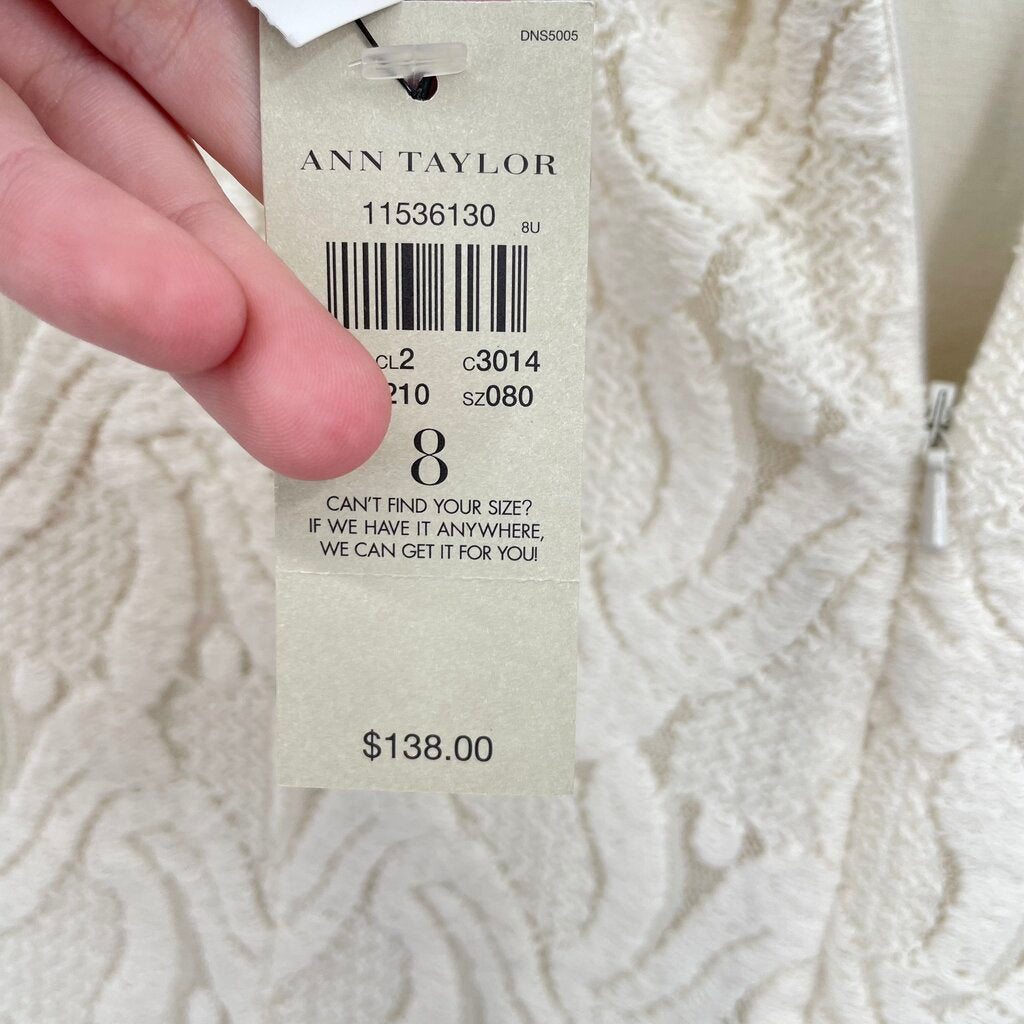 DNS5005
ANN TAYLOR
11536130
8U
CL2 C3014
210 SZ080
8
CAN'T FIND YOUR SIZE?
IF WE HAVE IT ANYWHERE,
WE CAN GET IT FOR YOU!
$138.00